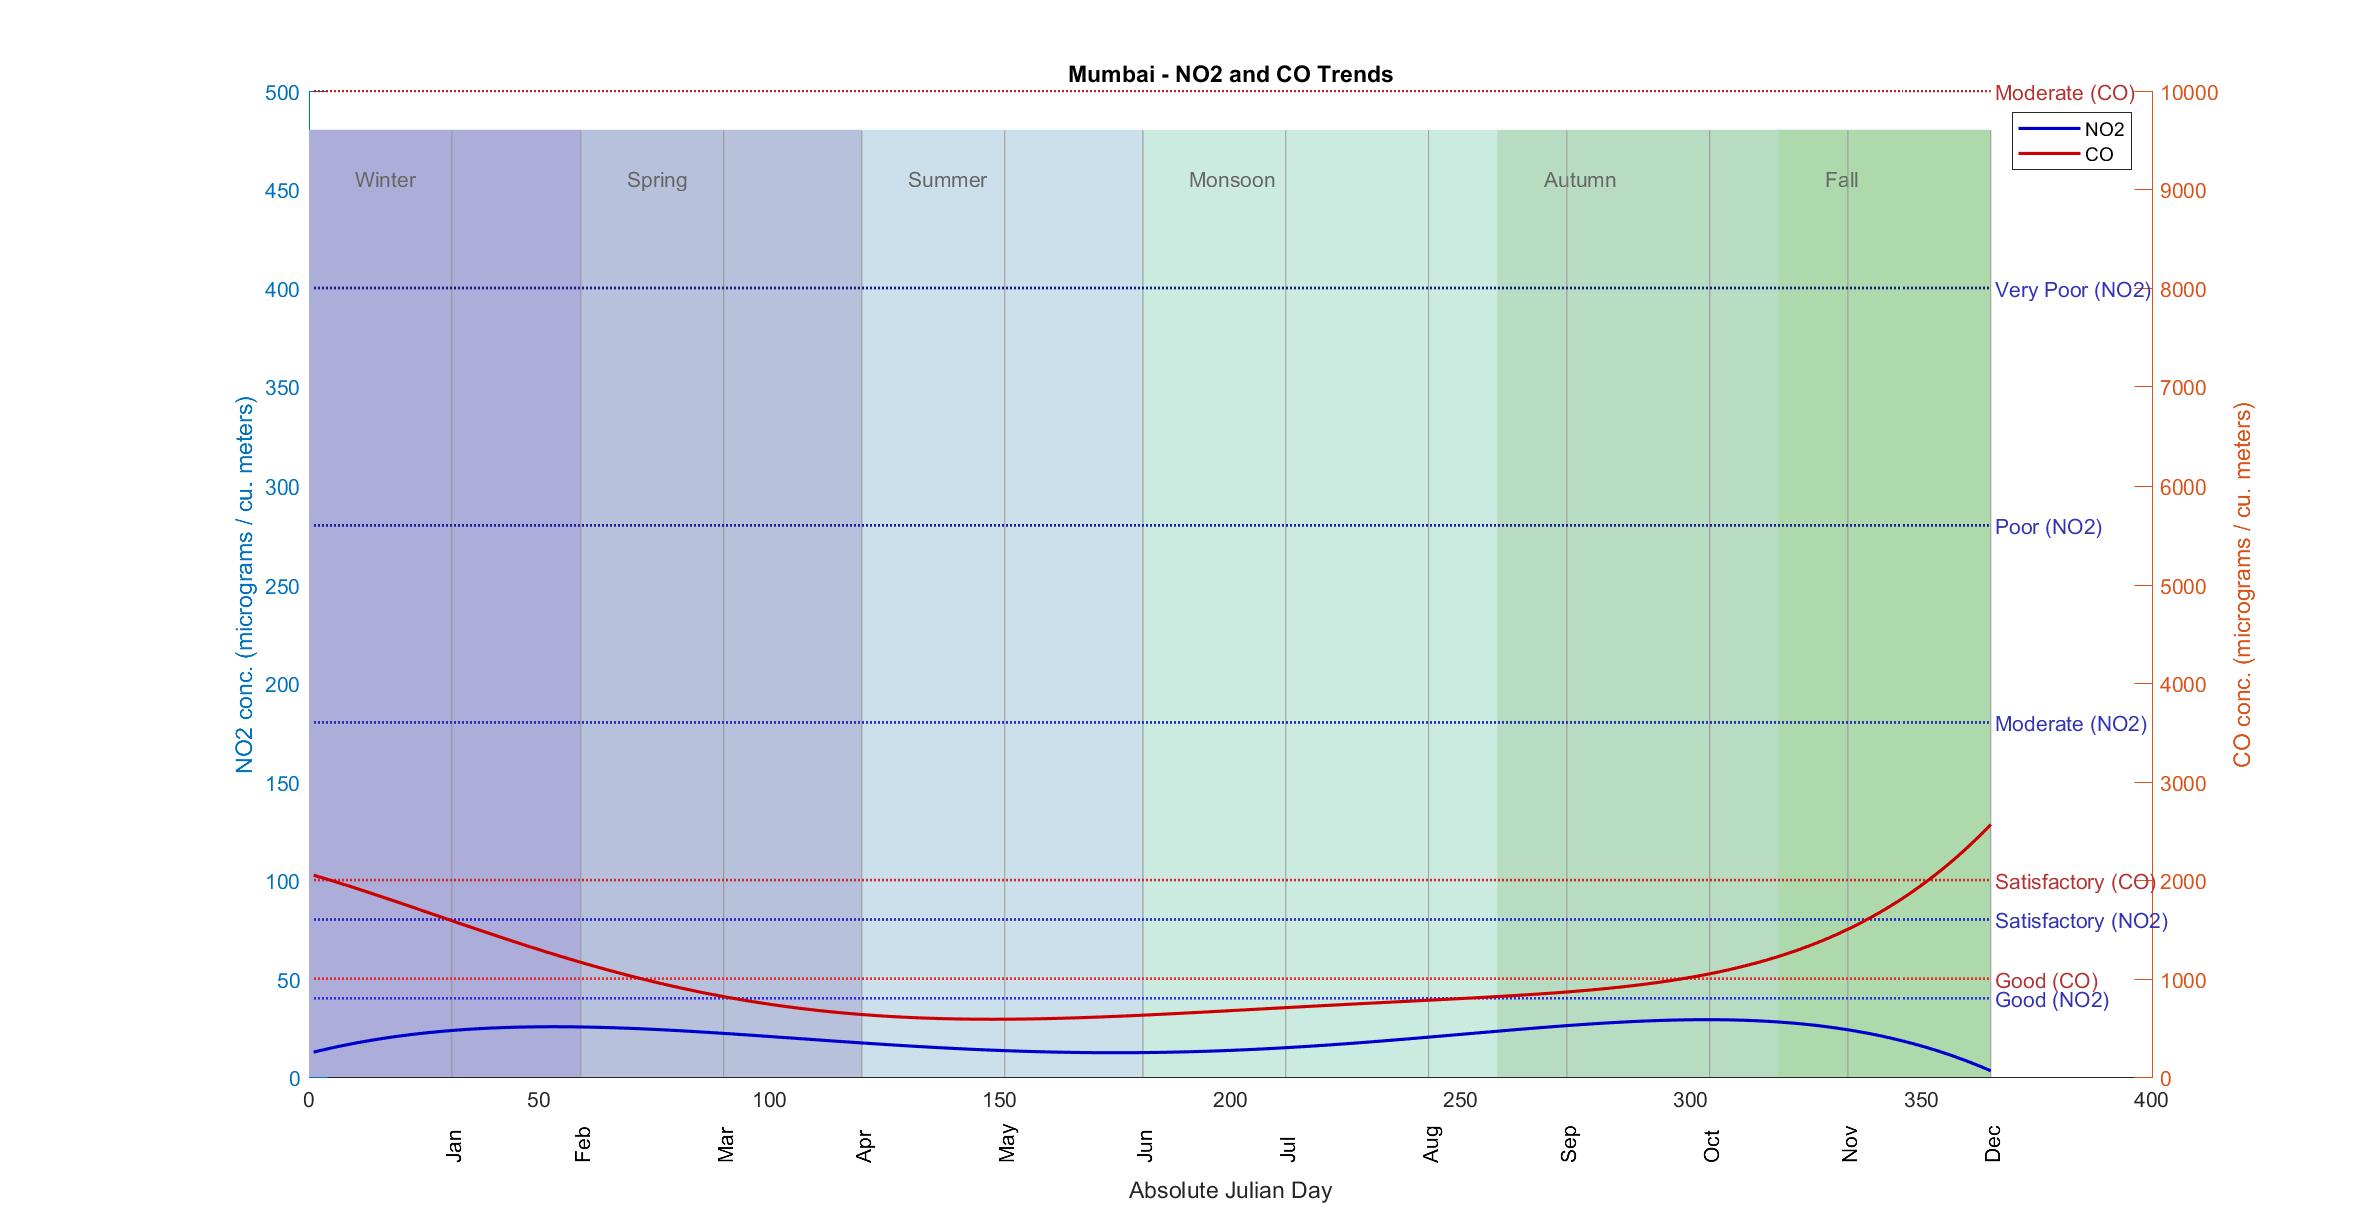 Mumbai - NO2 and CO Trends
500
450
400
350
300
250
200
150
100
50
0
NO2 conc. (micrograms / cu. meters)
Winter
Spring
Summer
Monsoon
Autumn
Fall
Moderate (CO)
NO2
CO
Very Poor (NO2)
Poor (NO2)
Moderate (NO2)
Satisfactory (CO)
Satisfactory (NO2)
Good (CO)
Good (NO2)
10000
9000
8000
7000
6000
5000
4000
3000
2000
1000
0
CO conc. (micrograms / cu. meters)
0 50 100 150 200 250 300 350 400
Jan Feb Mar Apr May Jun Jul Aug Sep Oct Nov Dec
Absolute Julian Day